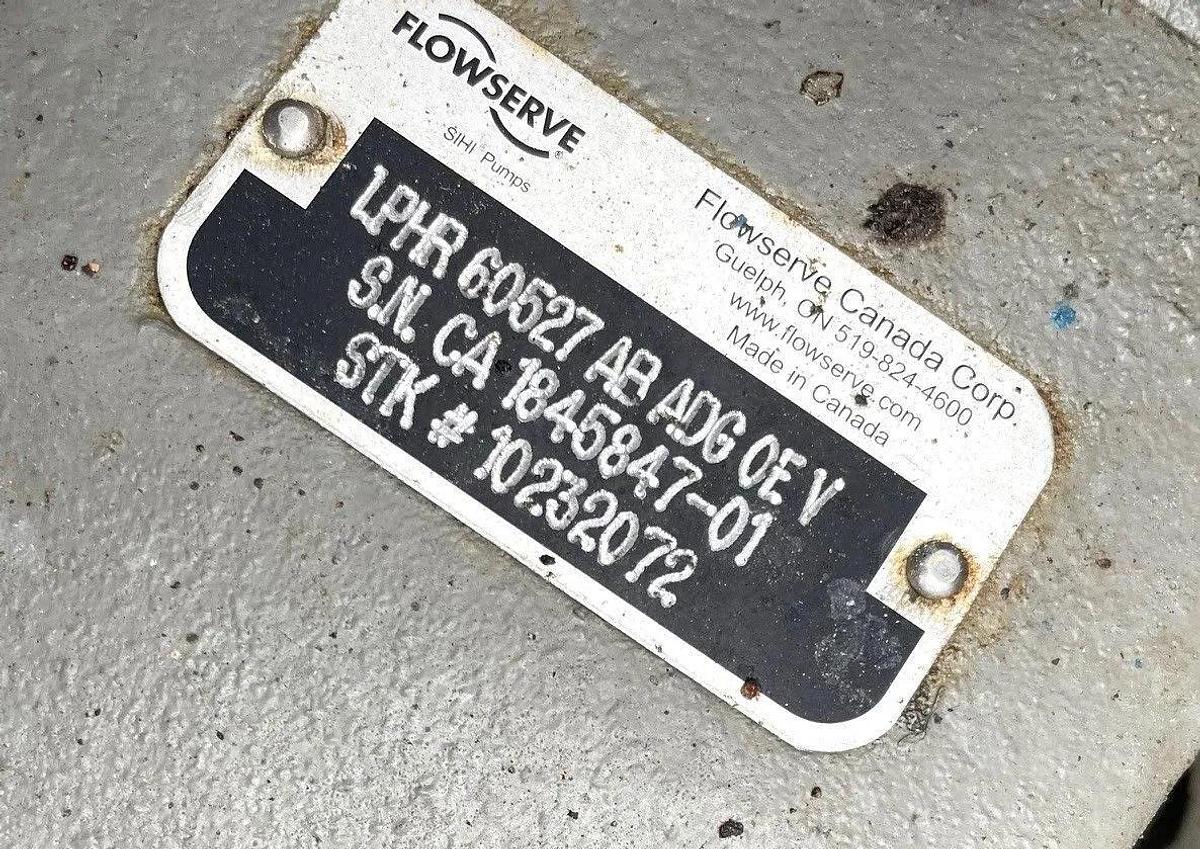 FLOWSERVE
SIHI Pumps
Flowserve Canada Corp.
Guelph, ON 519-824-4600
www.flowserve.com
Made in Canada
LPHR 60527 AB ADG 0E V
S.N. CA 1845847-01
STK # 10232072